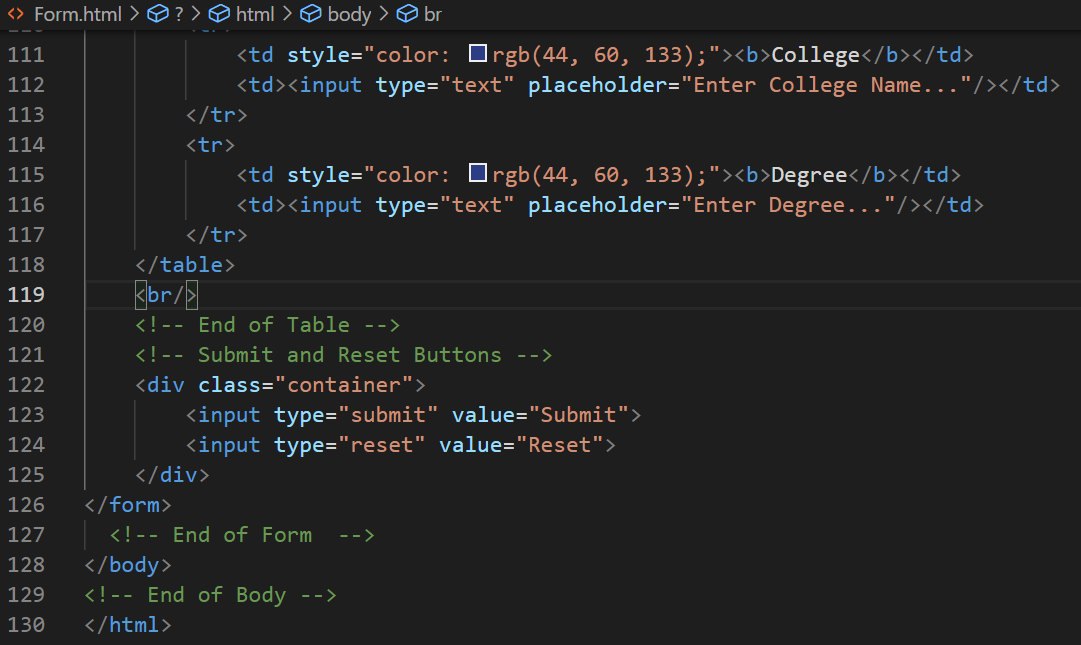 <> Form.html > ? > html > body > br
111 <td style="color: rgb(44, 60, 133);"><b>College</b></td>
112 <td><input type="text" placeholder="Enter College Name..."/></td>
113 </tr>
114 <tr>
115 <td style="color: rgb(44, 60, 133);"><b>Degree</b></td>
116 <td><input type="text" placeholder="Enter Degree..."/></td>
117 </tr>
118 </table>
119 <br/>
120 <!-- End of Table -->
121 <!-- Submit and Reset Buttons -->
122 <div class="container">
123 <input type="submit" value="Submit">
124 <input type="reset" value="Reset">
125 </div>
126 </form>
127 <!-- End of Form  -->
128 </body>
129 <!-- End of Body -->
130 </html>